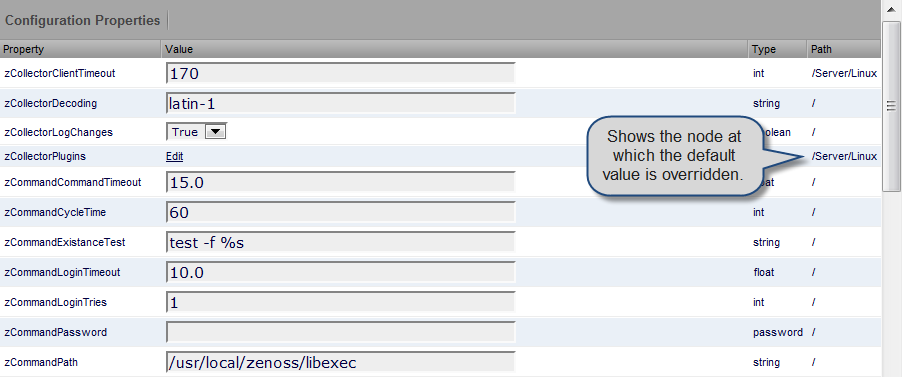 Configuration Properties
Property Value Type Path
zCollectorClientTimeout 170 int /Server/Linux
zCollectorDecoding latin-1 string /
zCollectorLogChanges True /
zCollectorPlugins Edit /Server/Linux
Shows the node at
which the default
value is overridden.
zCommandCommandTimeout 15.0 /
zCommandCycleTime 60 int /
zCommandExistanceTest test -f %s string /
zCommandLoginTimeout 10.0 float /
zCommandLoginTries 1 int /
zCommandPassword password /
zCommandPath /usr/local/zenoss/libexec string /